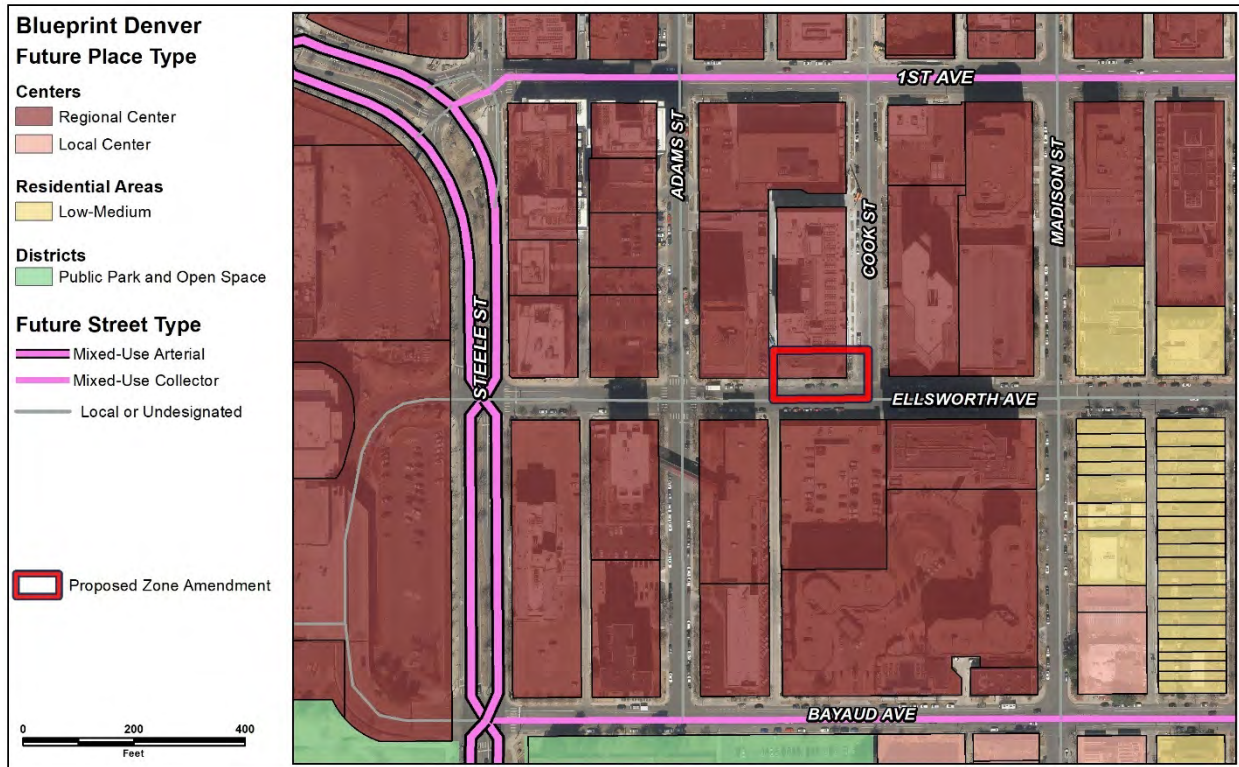 Blueprint Denver
Future Place Type
Centers
Regional Center
Local Center
Residential Areas
Low-Medium
Districts
Public Park and Open Space
Future Street Type
Mixed-Use Arterial
Mixed-Use Collector
Local or Undesignated
Proposed Zone Amendment
0 200 400
Feet
1ST AVE
ADAMS ST
COOK ST
MADISON ST
STEELE ST
ELLSWORTH AVE
BAYAUD AVE